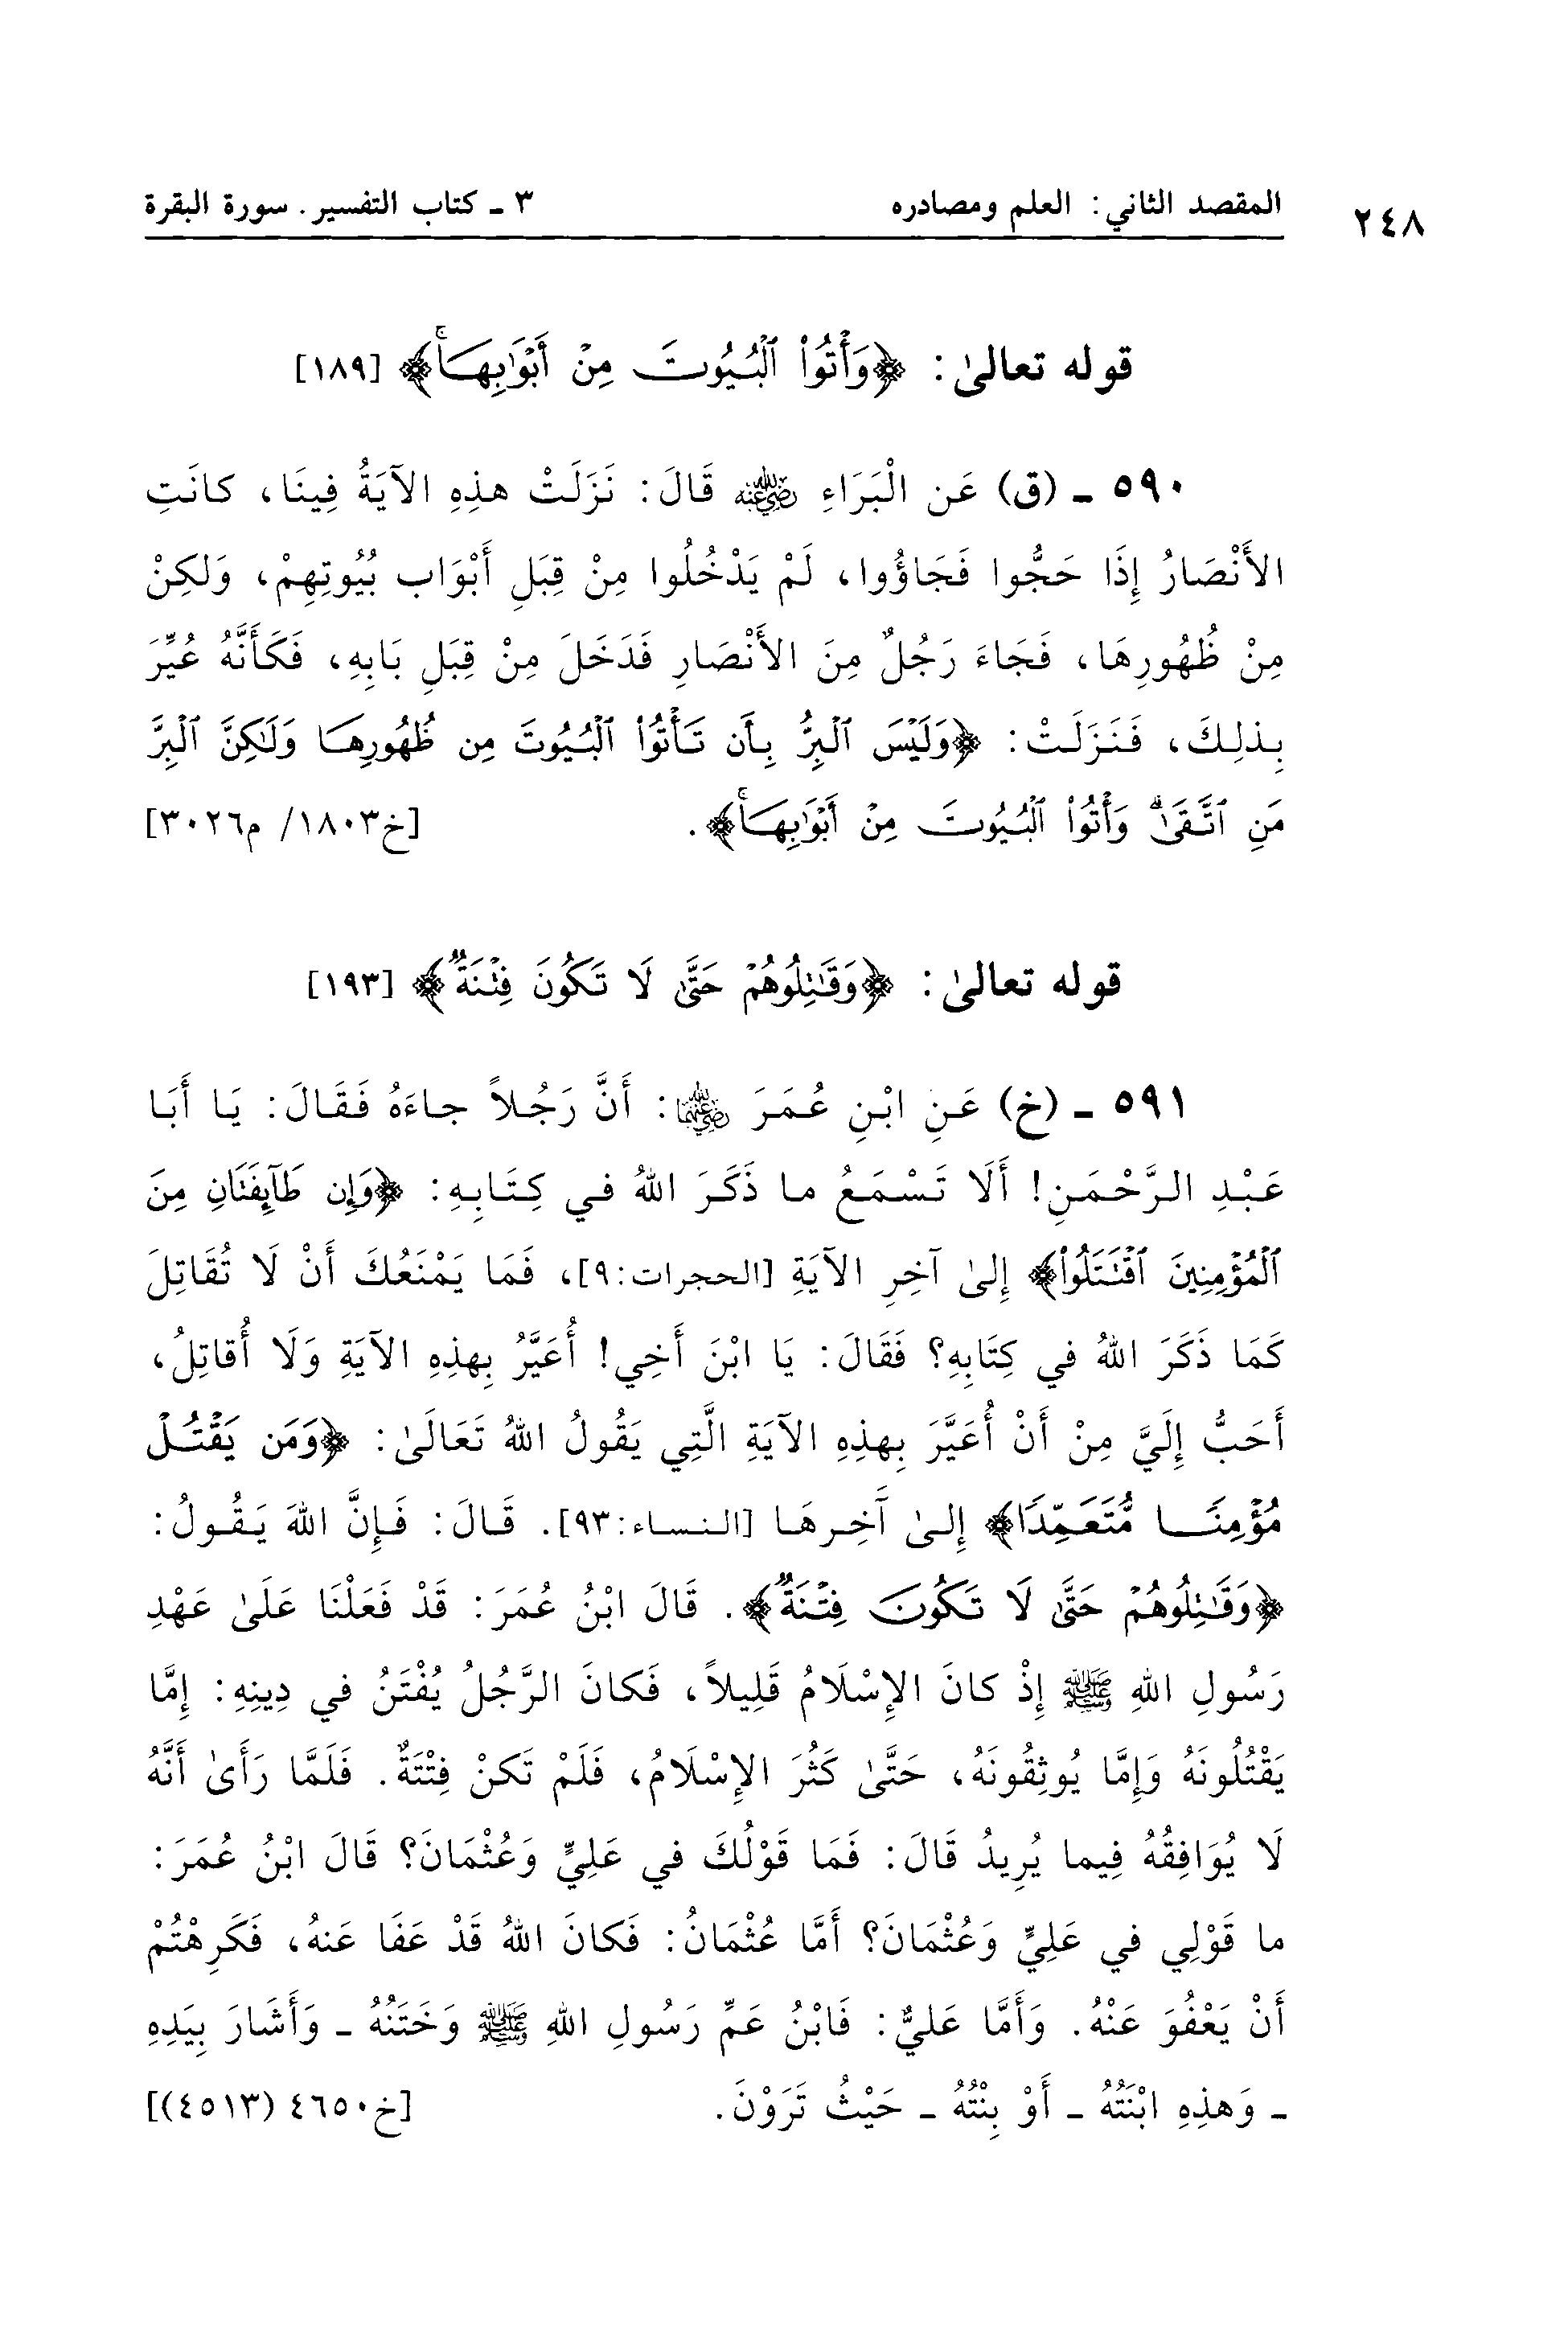 ٢٤٨ المقصد الثاني: العلم ومصادره ٣ ـ كتاب التفسير. سورة البقرة
قوله تعالىٰ: ﴿وَأْتُوا۟ ٱلْبُيُوتَ مِنْ أَبْوَٰبِهَاۚ﴾ [١٨٩]
٥٩٠ ـ (ق) عَنِ الْبَرَاءِ رضي الله عنه قَالَ: نَزَلَتْ هذِهِ الآيَةُ فِينَا، كانَتِ
الأَنْصَارُ إِذَا حَجُّوا فَجَاؤُوا، لَمْ يَدْخُلُوا مِنْ قِبَلِ أَبْوَابِ بُيُوتِهِمْ، وَلكِنْ
مِنْ ظُهُورِهَا، فَجَاءَ رَجُلٌ مِنَ الأَنْصَارِ فَدَخَلَ مِنْ قِبَلِ بَابِهِ، فَكَأَنَّهُ عُيِّرَ
بِذلِكَ، فَنَزَلَتْ: ﴿وَلَيْسَ ٱلْبِرُّ بِأَن تَأْتُوا۟ ٱلْبُيُوتَ مِن ظُهُورِهَا وَلَٰكِنَّ ٱلْبِرَّ
مَنِ ٱتَّقَىٰۗ وَأْتُوا۟ ٱلْبُيُوتَ مِنْ أَبْوَٰبِهَاۚ﴾. [خ١٨٠٣/ م٣٠٢٦]
قوله تعالىٰ: ﴿وَقَٰتِلُوهُمْ حَتَّىٰ لَا تَكُونَ فِتْنَةٌ﴾ [١٩٣]
٥٩١ ـ (خ) عَنِ ابْنِ عُمَرَ رضي الله عنهما: أَنَّ رَجُلاً جاءَهُ فَقَالَ: يَا أَبَا
عَبْدِ الرَّحْمَنِ! أَلَا تَسْمَعُ ما ذَكَرَ اللهُ في كِتَابِهِ: ﴿وَإِن طَآئِفَتَانِ مِنَ
ٱلْمُؤْمِنِينَ ٱقْتَتَلُوا۟﴾ إِلىٰ آخِرِ الآيَةِ [الحجرات:٩]، فَمَا يَمْنَعُكَ أَنْ لَا تُقَاتِلَ
كَمَا ذَكَرَ اللهُ في كِتَابِهِ؟ فَقَالَ: يَا ابْنَ أَخِي! أُعَيَّرُ بِهذِهِ الآيَةِ وَلَا أُقاتِلُ،
أَحَبُّ إِلَيَّ مِنْ أَنْ أُعَيَّرَ بِهذِهِ الآيَةِ الَّتِي يَقُولُ اللهُ تَعَالَىٰ: ﴿وَمَن يَقْتُلْ
مُؤْمِنًا مُّتَعَمِّدًا﴾ إِلىٰ آخِرِهَا [النساء:٩٣]. قَالَ: فَإِنَّ اللهَ يَقُولُ:
﴿وَقَٰتِلُوهُمْ حَتَّىٰ لَا تَكُونَ فِتْنَةٌ﴾. قَالَ ابْنُ عُمَرَ: قَدْ فَعَلْنَا عَلَىٰ عَهْدِ
رَسُولِ اللهِ ﷺ إِذْ كانَ الإِسْلَامُ قَلِيلاً، فَكانَ الرَّجُلُ يُفْتَنُ في دِينِهِ: إِمَّا
يَقْتُلُونَهُ وَإِمَّا يُوثِقُونَهُ، حَتَّىٰ كَثُرَ الإِسْلَامُ، فَلَمْ تَكنْ فِتْنَةٌ. فَلَمَّا رَأَىٰ أَنَّهُ
لَا يُوَافِقُهُ فِيما يُرِيدُ قَالَ: فَمَا قَوْلُكَ في عَلِيٍّ وَعُثْمَانَ؟ قَالَ ابْنُ عُمَرَ:
ما قَوْلِي في عَلِيٍّ وَعُثْمَانَ؟ أَمَّا عُثْمَانُ: فَكانَ اللهُ قَدْ عَفَا عَنهُ، فَكَرِهْتُمْ
أَنْ يَعْفُوَ عَنْهُ. وَأَمَّا عَليٌّ: فَابْنُ عَمِّ رَسُولِ اللهِ ﷺ وَخَتَنُهُ ـ وَأَشَارَ بِيَدِهِ
ـ وَهذِهِ ابْنَتُهُ ـ أَوْ بِنْتُهُ ـ حَيْثُ تَرَوْنَ. [خ٤٦٥٠ (٤٥١٣)]